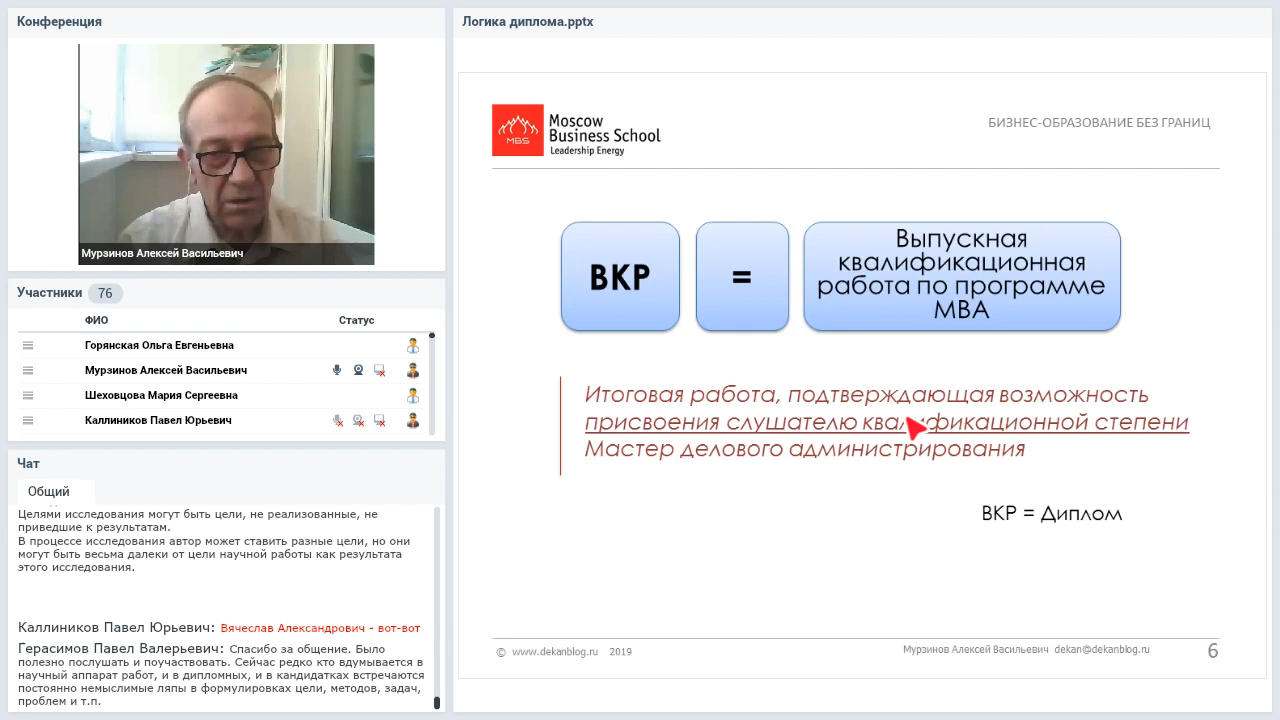 Конференция
Мурзинов Алексей Васильевич
Участники 76
ФИО Статус
Горянская Ольга Евгеньевна
Мурзинов Алексей Васильевич
Шеховцова Мария Сергеевна
Каллиников Павел Юрьевич
Чат
Общий
Целями исследования могут быть цели, не реализованные, не
приведшие к результатам.
В процессе исследования автор может ставить разные цели, но они
могут быть весьма далеки от цели научной работы как результата
этого исследования.
Каллиников Павел Юрьевич: Вячеслав Александрович - вот-вот
Герасимов Павел Валерьевич: Спасибо за общение. Было
полезно послушать и поучаствовать. Сейчас редко кто вдумывается в
научный аппарат работ, и в дипломных, и в кандидатках встречаются
постоянно немыслимые ляпы в формулировках цели, методов, задач,
проблем и т.п.
Логика диплома.pptx
MBS
Moscow
Business School
Leadership Energy
БИЗНЕС-ОБРАЗОВАНИЕ БЕЗ ГРАНИЦ
ВКР
=
Выпускная
квалификационная
работа по программе
МВА
Итоговая работа, подтверждающая возможность
присвоения слушателю квалификационной степени
Мастер делового администрирования
ВКР = Диплом
© www.dekanblog.ru 2019
Мурзинов Алексей Васильевич dekan@dekanblog.ru
6